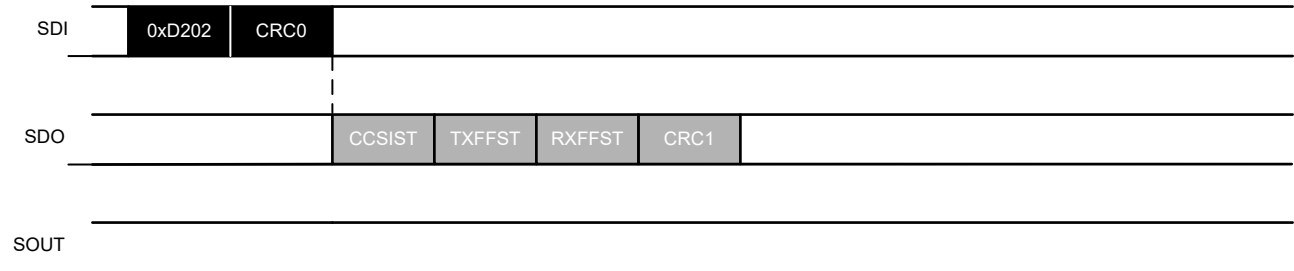 SDI 0xD202 CRC0
SDO CCSIST TXFFST RXFFST CRC1
SOUT